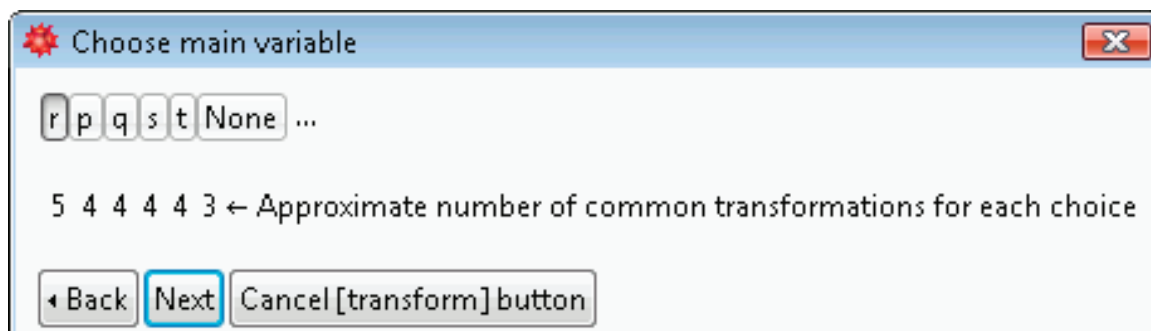 Choose main variable
r p q s t None ...
5 4 4 4 4 3 ← Approximate number of common transformations for each choice
Back Next Cancel [transform] button